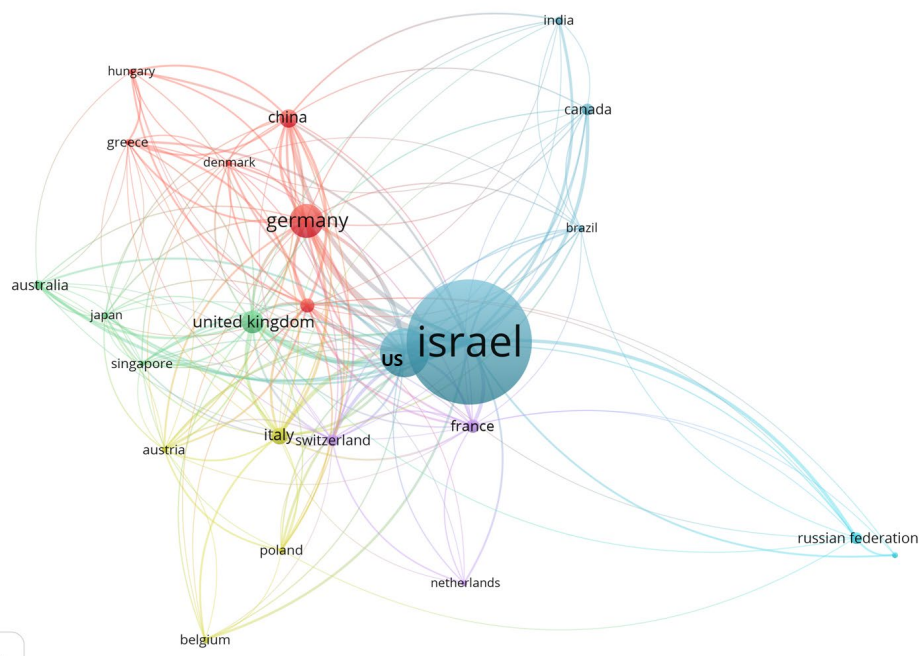 india
hungary
canada
china
greece
denmark
germany
brazil
australia
japan
united kingdom
israel
US
singapore
france
italy
switzerland
austria
russian federation
poland
netherlands
belgium